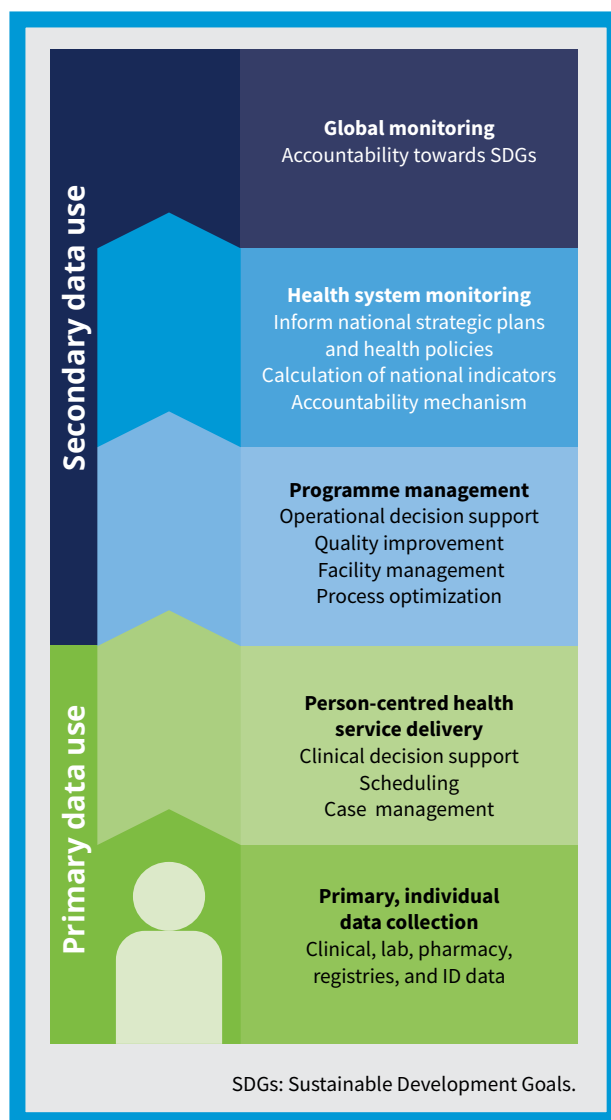 Secondary data use
Global monitoring
Accountability towards SDGs
Health system monitoring
Inform national strategic plans
and health policies
Calculation of national indicators
Accountability mechanism
Programme management
Operational decision support
Quality improvement
Facility management
Process optimization
Primary data use
Person-centred health
service delivery
Clinical decision support
Scheduling
Case management
Primary, individual
data collection
Clinical, lab, pharmacy,
registries, and ID data
SDGs: Sustainable Development Goals.